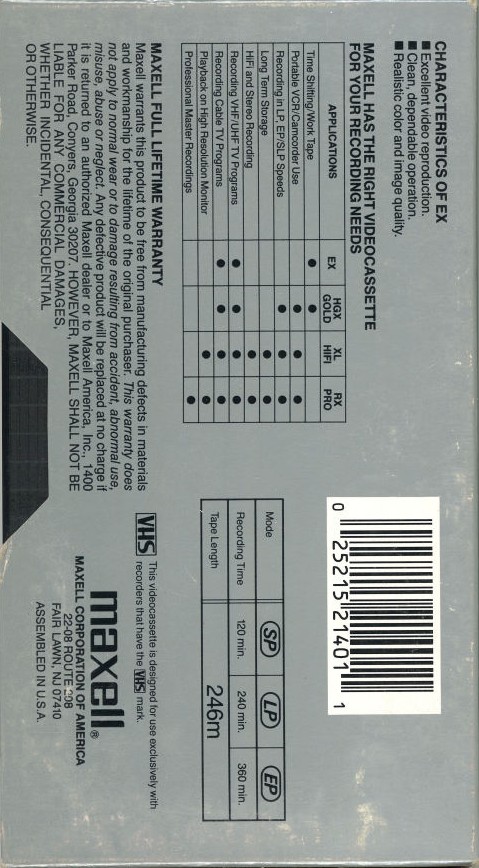 CHARACTERISTICS OF EX
■ Excellent video reproduction.
■ Clean, dependable operation.
■ Realistic color and image quality.
MAXELL HAS THE RIGHT VIDEOCASSETTE
FOR YOUR RECORDING NEEDS
APPLICATIONS EX HGX GOLD XL HIFI RX PRO
Time Shifting/Work Tape ● ●
Portable VCR/Camcorder Use ● ● ●
Recording in LP, EP/SLP Speeds ● ● ●
Long Term Storage ● ●
HiFi and Stereo Recording ● ●
Recording VHF/UHF TV Programs ● ● ● ●
Recording Cable TV Programs ● ● ● ●
Playback on High Resolution Monitor ● ●
Professional Master Recordings ●
MAXELL FULL LIFETIME WARRANTY
Maxell warrants this product to be free from manufacturing defects in materials
and workmanship for the lifetime of the original purchaser. This warranty does
not apply to normal wear or to damage resulting from accident, abnormal use,
misuse, abuse or neglect. Any defective product will be replaced at no charge if
it is returned to an authorized Maxell dealer or to Maxell America, Inc., 1400
Parker Road, Conyers, Georgia 30207. HOWEVER, MAXELL SHALL NOT BE
LIABLE FOR ANY COMMERCIAL DAMAGES,
WHETHER INCIDENTAL, CONSEQUENTIAL
OR OTHERWISE.
0 25215 21401 1
Mode SP LP EP
Recording Time 120 min. 240 min. 360 min.
Tape Length 246m
VHS This videocassette is designed for use exclusively with
recorders that have the VHS mark.
maxell®
MAXELL CORPORATION OF AMERICA
22-08 ROUTE 208
FAIR LAWN, NJ 07410
ASSEMBLED IN U.S.A.